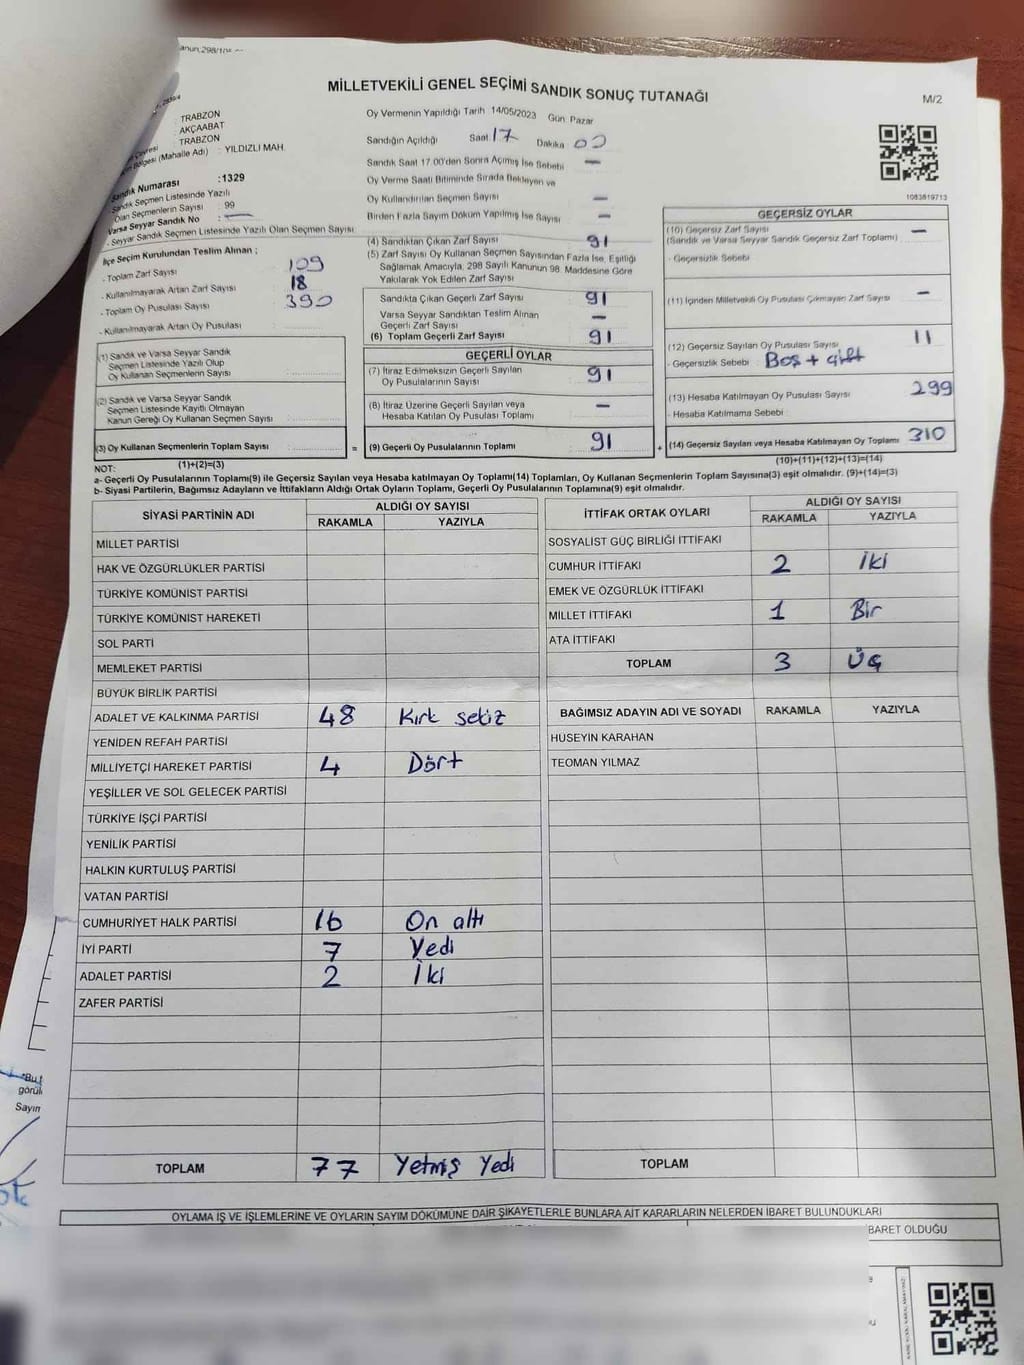 MİLLETVEKİLİ GENEL SEÇİMİ SANDIK SONUÇ TUTANAĞI
M/2
: TRABZON
: AKÇAABAT
: TRABZON
Bölgesi (Mahalle Adı) : YILDIZLI MAH.
Sandık Numarası :1329
Sandık Seçmen Listesinde Yazılı
Olan Seçmenlerin Sayısı : 99
Varsa Seyyar Sandık No : —
- Seyyar Sandık Seçmen Listesinde Yazılı Olan Seçmen Sayısı
İlçe Seçim Kurulundan Teslim Alınan ;
- Toplam Zarf Sayısı 109
- Kullanılmayarak Artan Zarf Sayısı 18
- Toplam Oy Pusulası Sayısı 390
- Kullanılmayarak Artan Oy Pusulası
(1) Sandık ve Varsa Seyyar Sandık
Seçmen Listesinde Yazılı Olup
Oy Kullanan Seçmenlerin Sayısı
(2) Sandık ve Varsa Seyyar Sandık
Seçmen Listesinde Kayıtlı Olmayan
Kanun Gereği Oy Kullanan Seçmen Sayısı
(3) Oy Kullanan Seçmenlerin Toplam Sayısı
(1)+(2)=(3)
Oy Vermenin Yapıldığı Tarih 14/05/2023 Gün Pazar
Sandığın Açıldığı Saat 17 Dakika 00
Sandık Saat 17.00'den Sonra Açılmış İse Sebebi —
Oy Verme Saati Bitiminde Sırada Bekleyen ve
Oy Kullandırılan Seçmen Sayısı —
Birden Fazla Sayım Döküm Yapılmış İse Sayısı —
(4) Sandıktan Çıkan Zarf Sayısı 91
(5) Zarf Sayısı Oy Kullanan Seçmen Sayısından Fazla İse, Eşitliği
Sağlamak Amacıyla, 298 Sayılı Kanunun 98. Maddesine Göre
Yakılarak Yok Edilen Zarf Sayısı
Sandıkta Çıkan Geçerli Zarf Sayısı 91
Varsa Seyyar Sandıktan Teslim Alınan
Geçerli Zarf Sayısı —
(6) Toplam Geçerli Zarf Sayısı 91
GEÇERLİ OYLAR
(7) İtiraz Edilmeksizin Geçerli Sayılan
Oy Pusulalarının Sayısı 91
(8) İtiraz Üzerine Geçerli Sayılan veya
Hesaba Katılan Oy Pusulası Toplamı —
= (9) Geçerli Oy Pusulalarının Toplamı 91 +
1083819713
GEÇERSİZ OYLAR
(10) Geçersiz Zarf Sayısı
(Sandık ve Varsa Seyyar Sandık Geçersiz Zarf Toplamı) —
- Geçersizlik Sebebi
(11) İçinden Milletvekili Oy Pusulası Çıkmayan Zarf Sayısı —
(12) Geçersiz Sayılan Oy Pusulası Sayısı 11
- Geçersizlik Sebebi Boş + çift
(13) Hesaba Katılmayan Oy Pusulası Sayısı 299
- Hesaba Katılmama Sebebi
(14) Geçersiz Sayılan veya Hesaba Katılmayan Oy Toplamı 310
(10)+(11)+(12)+(13)=(14)
NOT:
a- Geçerli Oy Pusulalarının Toplamı(9) ile Geçersiz Sayılan veya Hesaba katılmayan Oy Toplamı(14) Toplamları, Oy Kullanan Seçmenlerin Toplam Sayısına(3) eşit olmalıdır. (9)+(14)=(3)
b- Siyasi Partilerin, Bağımsız Adayların ve İttifakların Aldığı Ortak Oyların Toplamı, Geçerli Oy Pusulalarının Toplamına(9) eşit olmalıdır.
SİYASİ PARTİNİN ADI ALDIĞI OY SAYISI
RAKAMLA YAZIYLA
MİLLET PARTİSİ
HAK VE ÖZGÜRLÜKLER PARTİSİ
TÜRKİYE KOMÜNİST PARTİSİ
TÜRKİYE KOMÜNİST HAREKETİ
SOL PARTİ
MEMLEKET PARTİSİ
BÜYÜK BİRLİK PARTİSİ
ADALET VE KALKINMA PARTİSİ 48 Kırk sekiz
YENİDEN REFAH PARTİSİ
MİLLİYETÇİ HAREKET PARTİSİ 4 Dört
YEŞİLLER VE SOL GELECEK PARTİSİ
TÜRKİYE İŞÇİ PARTİSİ
YENİLİK PARTİSİ
HALKIN KURTULUŞ PARTİSİ
VATAN PARTİSİ
CUMHURİYET HALK PARTİSİ 16 On altı
İYİ PARTİ 7 Yedi
ADALET PARTİSİ 2 İki
ZAFER PARTİSİ
TOPLAM 77 Yetmiş Yedi
İTTİFAK ORTAK OYLARI ALDIĞI OY SAYISI
RAKAMLA YAZIYLA
SOSYALİST GÜÇ BİRLİĞİ İTTİFAKI
CUMHUR İTTİFAKI 2 İki
EMEK VE ÖZGÜRLÜK İTTİFAKI
MİLLET İTTİFAKI 1 Bir
ATA İTTİFAKI
TOPLAM 3 Üç
BAĞIMSIZ ADAYIN ADI VE SOYADI RAKAMLA YAZIYLA
HÜSEYİN KARAHAN
TEOMAN YILMAZ
TOPLAM
OYLAMA İŞ VE İŞLEMLERİNE VE OYLARIN SAYIM DÖKÜMÜNE DAİR ŞİKAYETLERLE BUNLARA AİT KARARLARIN NELERDEN İBARET BULUNDUKLARI
İBARET OLDUĞU
"Bu
görül
Sayın